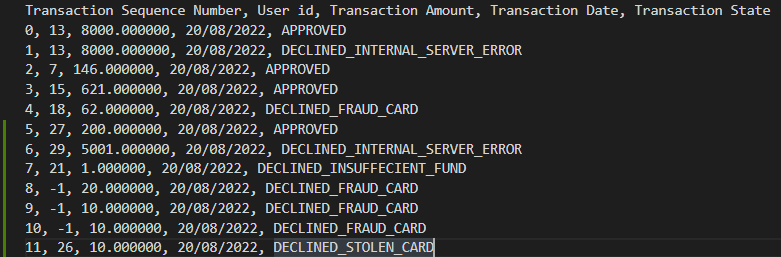 Transaction Sequence Number, User id, Transaction Amount, Transaction Date, Transaction State
0, 13, 8000.000000, 20/08/2022, APPROVED
1, 13, 8000.000000, 20/08/2022, DECLINED_INTERNAL_SERVER_ERROR
2, 7, 146.000000, 20/08/2022, APPROVED
3, 15, 621.000000, 20/08/2022, APPROVED
4, 18, 62.000000, 20/08/2022, DECLINED_FRAUD_CARD
5, 27, 200.000000, 20/08/2022, APPROVED
6, 29, 5001.000000, 20/08/2022, DECLINED_INTERNAL_SERVER_ERROR
7, 21, 1.000000, 20/08/2022, DECLINED_INSUFFECIENT_FUND
8, -1, 20.000000, 20/08/2022, DECLINED_FRAUD_CARD
9, -1, 10.000000, 20/08/2022, DECLINED_FRAUD_CARD
10, -1, 10.000000, 20/08/2022, DECLINED_FRAUD_CARD
11, 26, 10.000000, 20/08/2022, DECLINED_STOLEN_CARD